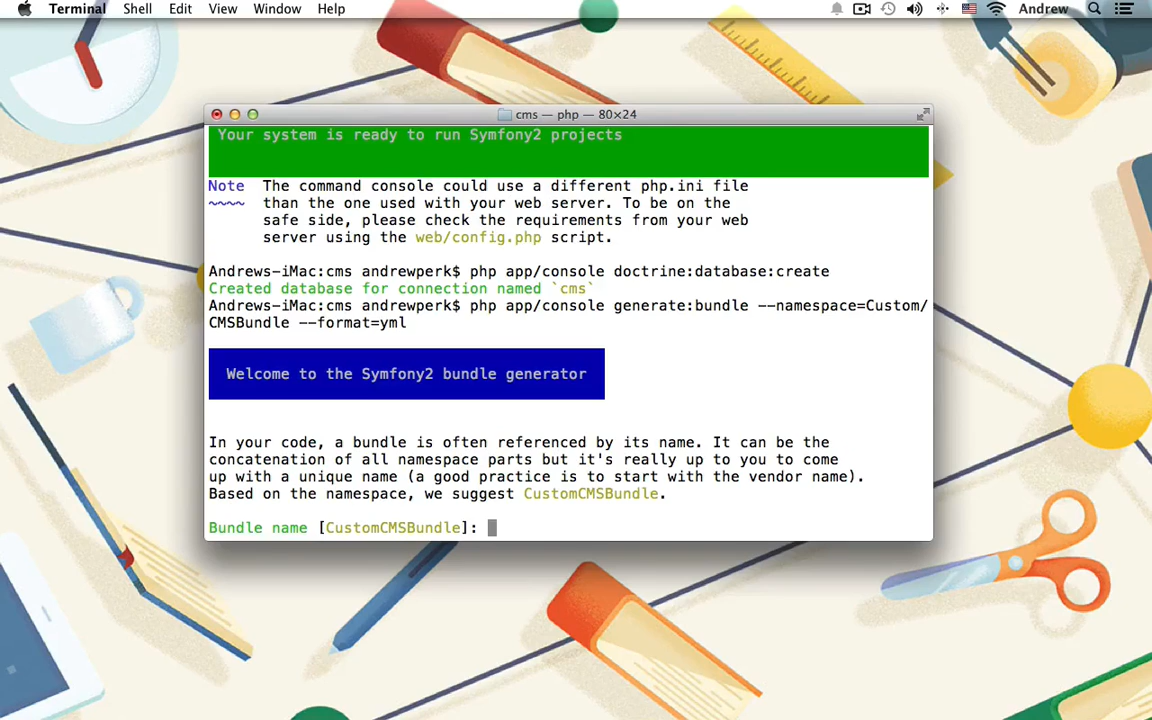 Terminal Shell Edit View Window Help Andrew
cms — php — 80×24
Your system is ready to run Symfony2 projects
Note The command console could use a different php.ini file
~~~~ than the one used with your web server. To be on the
safe side, please check the requirements from your web
server using the web/config.php script.
Andrews-iMac:cms andrewperk$ php app/console doctrine:database:create
Created database for connection named `cms`
Andrews-iMac:cms andrewperk$ php app/console generate:bundle --namespace=Custom/
CMSBundle --format=yml
Welcome to the Symfony2 bundle generator
In your code, a bundle is often referenced by its name. It can be the
concatenation of all namespace parts but it's really up to you to come
up with a unique name (a good practice is to start with the vendor name).
Based on the namespace, we suggest CustomCMSBundle.
Bundle name [CustomCMSBundle]: